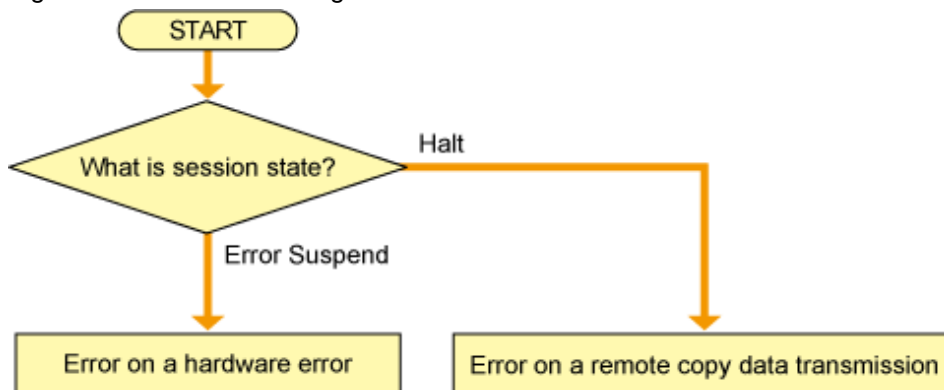 START
What is session state?
Halt
Error Suspend
Error on a hardware error
Error on a remote copy data transmission